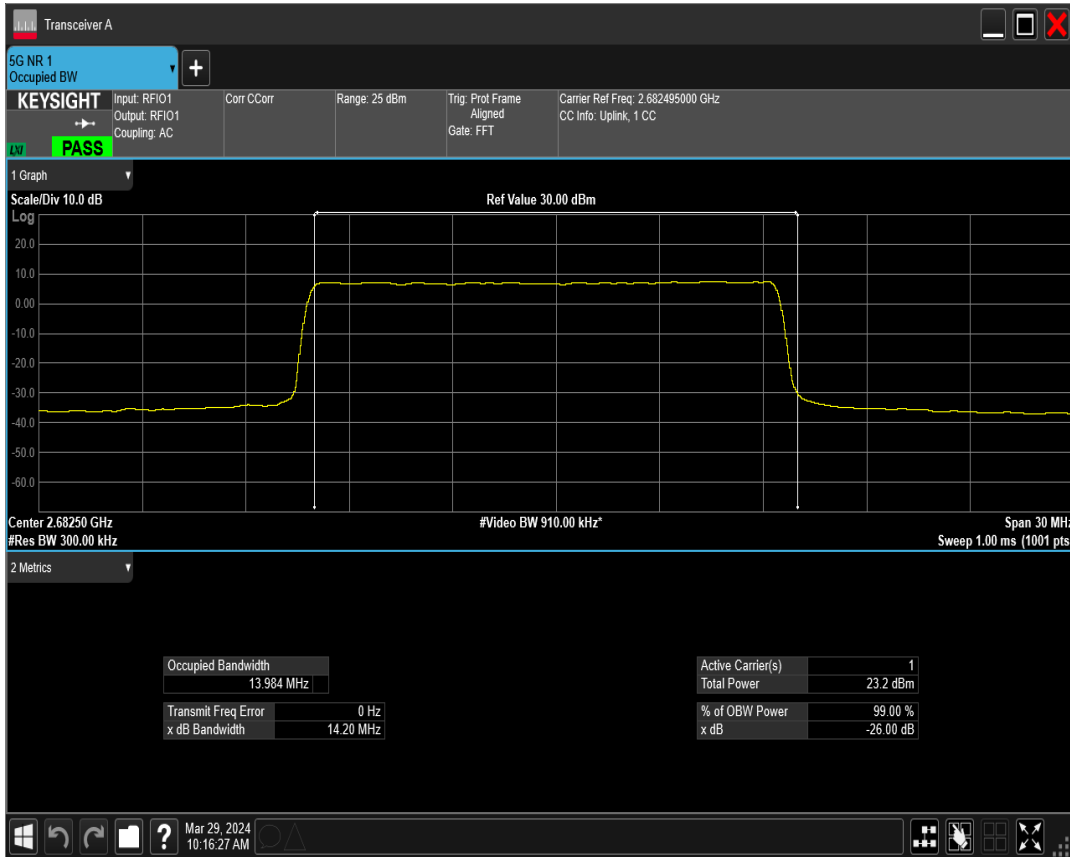 Transceiver A
5G NR 1
Occupied BW
KEYSIGHT
LXI
PASS
Input: RFIO1
Output: RFIO1
Coupling: AC
Corr CCorr
Range: 25 dBm
Trig: Prot Frame
Aligned
Gate: FFT
Carrier Ref Freq: 2.682495000 GHz
CC Info: Uplink, 1 CC
1 Graph
Scale/Div 10.0 dB
Ref Value 30.00 dBm
Log
20.0
10.0
0.00
-10.0
-20.0
-30.0
-40.0
-50.0
-60.0
Center 2.68250 GHz
#Video BW 910.00 kHz*
Span 30 MHz
#Res BW 300.00 kHz
Sweep 1.00 ms (1001 pts
2 Metrics
Occupied Bandwidth
13.984 MHz
Transmit Freq Error 0 Hz
x dB Bandwidth 14.20 MHz
Active Carrier(s) 1
Total Power 23.2 dBm
% of OBW Power 99.00 %
x dB -26.00 dB
?
Mar 29, 2024
10:16:27 AM